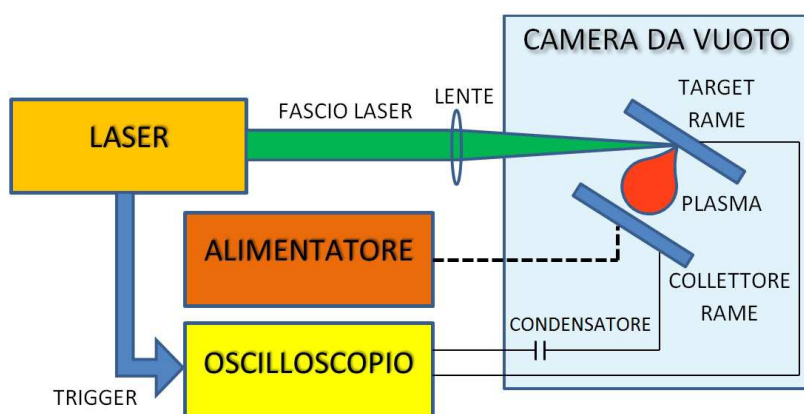 CAMERA DA VUOTO
LENTE
TARGET
RAME
FASCIO LASER
LASER
PLASMA
ALIMENTATORE
COLLETTORE
RAME
CONDENSATORE
OSCILLOSCOPIO
TRIGGER